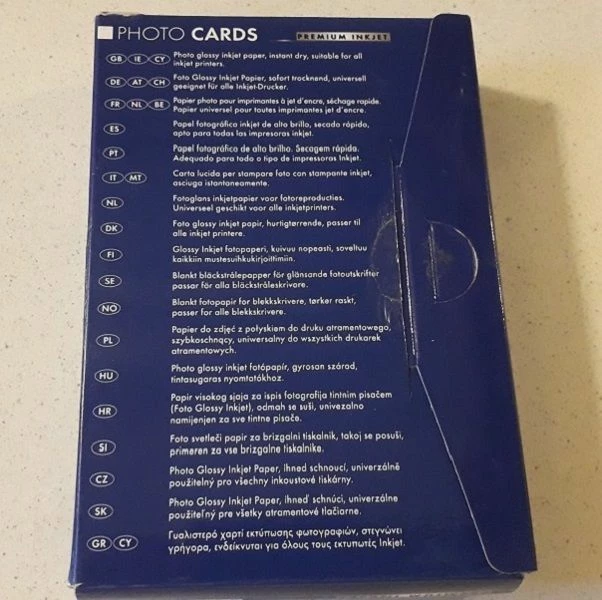 PHOTO CARDS
PREMIUM INKJET
GB IE CY Photo glossy inkjet paper, instant dry, suitable for all
inkjet printers.
DE AT CH Foto Glossy Inkjet Papier, sofort trocknend, universell
geeignet für alle Inkjet-Drucker.
FR NL BE Papier photo pour imprimantes à jet d'encre, séchage rapide.
Papier universel pour toutes imprimantes jet d'encre.
ES Papel fotográfica inkjet de alto brillo, secado rápido,
apto para todas las impresoras inkjet.
PT Papel fotográfica de alto brilho. Secagem rápida.
Adequado para todo o tipo de impressoras Inkjet.
IT MT Carta lucida per stampare foto con stampante inkjet,
asciuga istantaneamente.
NL Fotoglans inkjetpapier voor fotoreproducties.
Universeel geschikt voor alle inkjetprinters.
DK Foto glossy inkjet papir, hurtigtørrende, passer til
alle inkjet printere.
FI Glossy Inkjet fotopaperi, kuivuu nopeasti, soveltuu
kaikkiin mustesuihkukirjoittimiin.
SE Blankt bläckstrålepapper för glänsande fotoutskrifter
passar för alla bläckstråleskrivare.
NO Blankt fotopapir for blekkskrivere, tørker raskt,
passer for alle blekkskrivere.
PL Papier do zdjęć z połyskiem do druku atramentowego,
szybkoschnący, uniwersalny do wszystkich drukarek
atramentowych.
HU Photo glossy inkjet fotópapír, gyrosan szárad,
tintasugaras nyomtatókhoz.
HR Papir visokog sjaja za ispis fotografija tintnim pisačem
(Foto Glossy Inkjet), odmah se suši, univezalno
namijenjen za sve tintne pisače.
SI Foto svetleči papir za brizgalni tiskalnik, takoj se posuši,
primeren za vse brizgalne tiskalnike.
CZ Photo Glossy Inkjet Paper, ihned schnoucí, univerzálně
použitelný pro všechny inkoustové tiskárny.
SK Photo Glossy Inkjet Paper, ihneď schnúci, univerzálne
použiteľný pre všetky atramentové tlačiarne.
GR CY Γυαλιστερό χαρτί εκτύπωσης φωτογραφιών, στεγνώνει
γρήγορα, ενδείκνυται για όλους τους εκτυπωτές Inkjet.